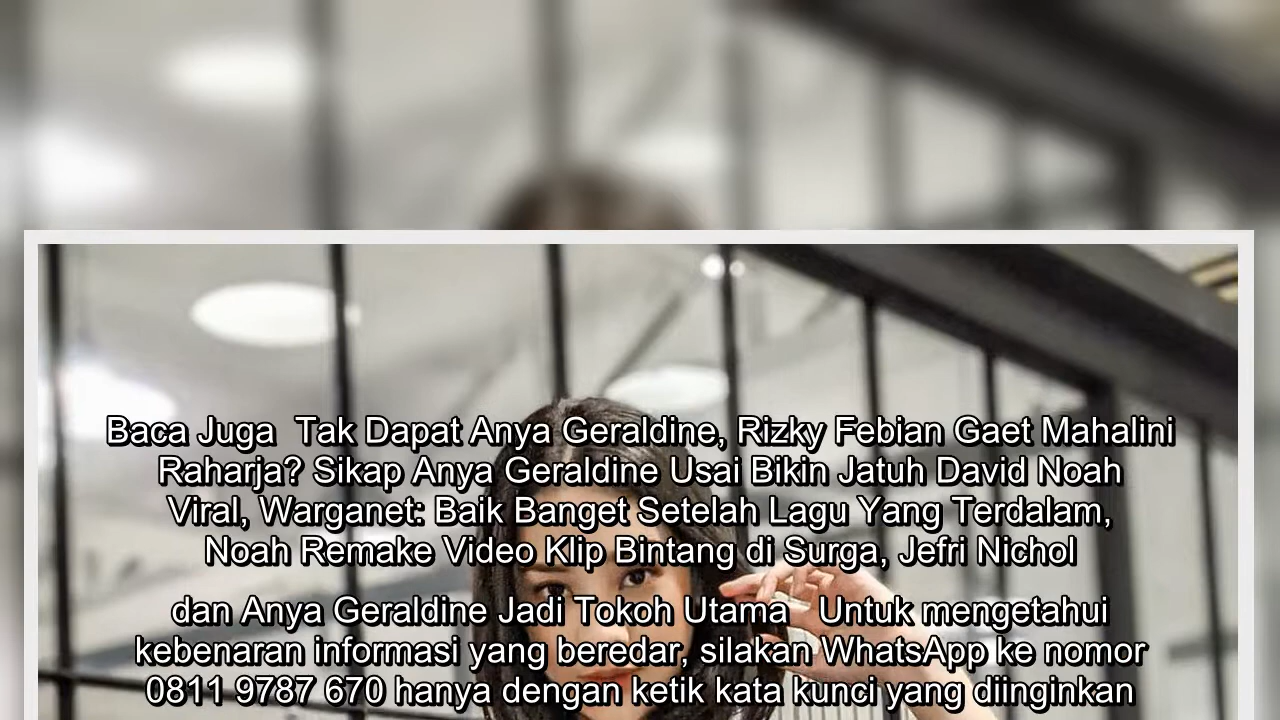 Baca Juga  Tak Dapat Anya Geraldine, Rizky Febian Gaet Mahalini
Raharja? Sikap Anya Geraldine Usai Bikin Jatuh David Noah
Viral, Warganet: Baik Banget Setelah Lagu Yang Terdalam,
Noah Remake Video Klip Bintang di Surga, Jefri Nichol
dan Anya Geraldine Jadi Tokoh Utama   Untuk mengetahui
kebenaran informasi yang beredar, silakan WhatsApp ke nomor
0811 9787 670 hanya dengan ketik kata kunci yang diinginkan